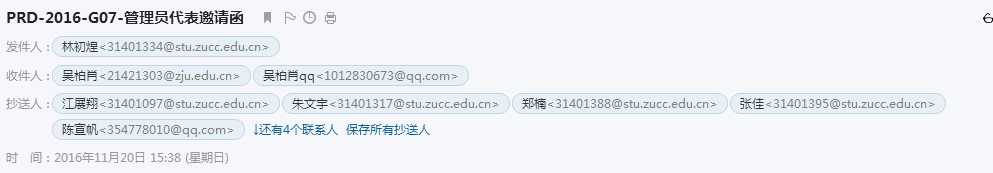 PRD-2016-G07-管理员代表邀请函
发件人：林初煌<31401334@stu.zucc.edu.cn>
收件人：吴柏肖<21421303@zju.edu.cn> 吴柏肖qq<1012830673@qq.com>
抄送人：江展翔<31401097@stu.zucc.edu.cn> 朱文宇<31401317@stu.zucc.edu.cn> 郑楠<31401388@stu.zucc.edu.cn> 张佳<31401395@stu.zucc.edu.cn>
陈宣帆<354778010@qq.com> ↓还有4个联系人 保存所有抄送人
时 间：2016年11月20日 15:38 (星期日)